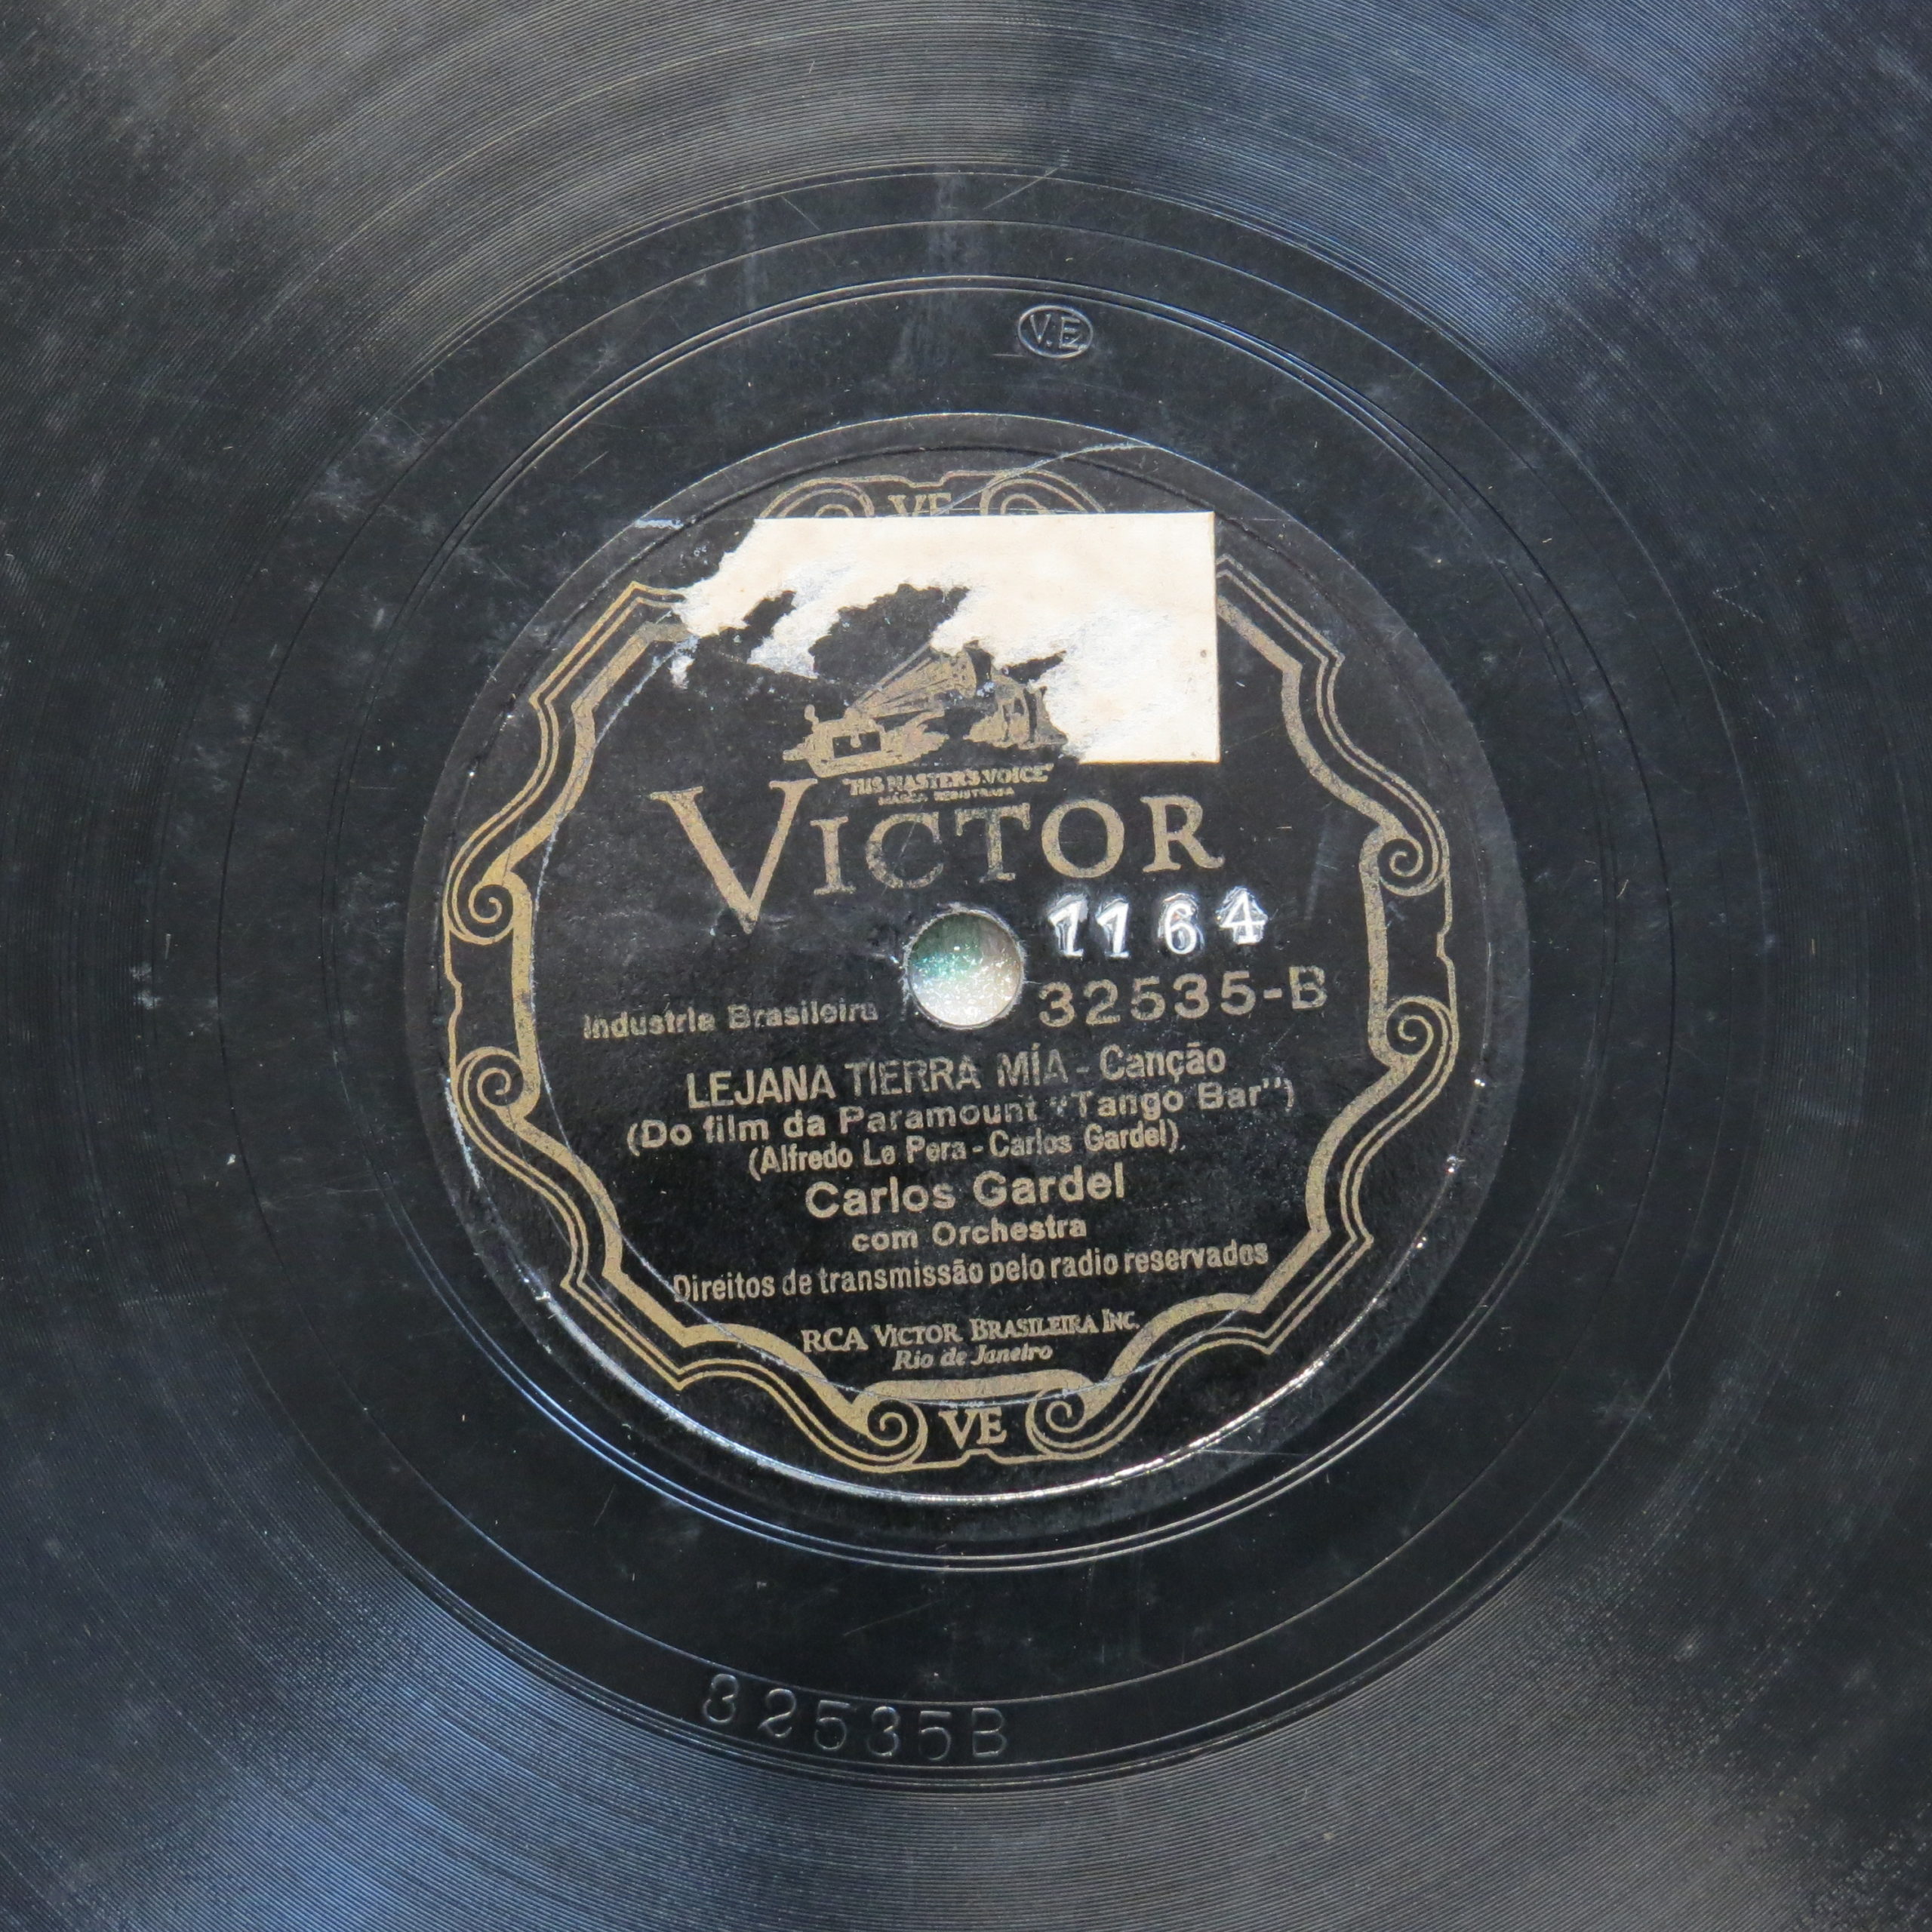 V.E.
VE
"HIS MASTER'S VOICE"
MARCA REGISTRADA
VICTOR
1164
32535-B
Industria Brasileira
LEJANA TIERRA MÍA - Canção
(Do film da Paramount "Tango Bar")
(Alfredo Le Pera - Carlos Gardel)
Carlos Gardel
com Orchestra
Direitos de transmissão pelo radio reservados
RCA VICTOR BRASILEIRA INC.
Rio de Janeiro
VE
32535B